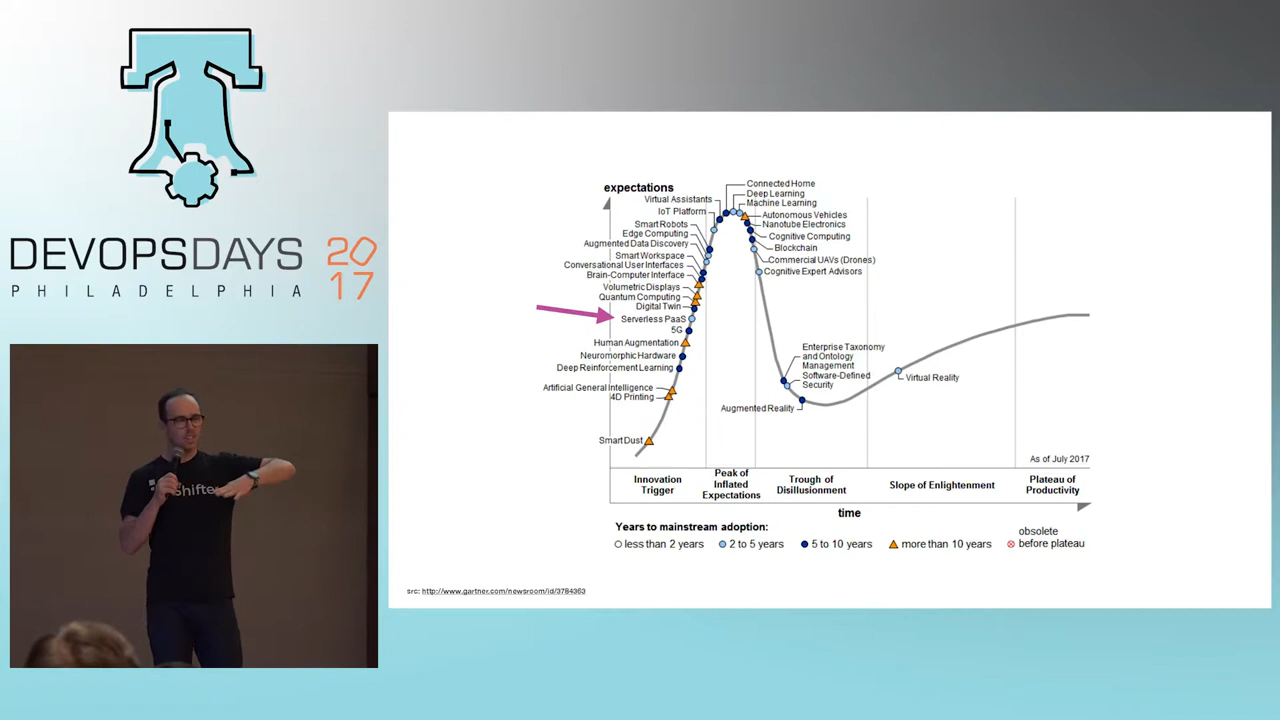 DEVOPSDAYS 2017
PHILADELPHIA
Shifter
expectations
Connected Home
Deep Learning
Virtual Assistants
Machine Learning
IoT Platform
Autonomous Vehicles
Smart Robots
Nanotube Electronics
Edge Computing
Cognitive Computing
Augmented Data Discovery
Blockchain
Smart Workspace
Commercial UAVs (Drones)
Conversational User Interfaces
Cognitive Expert Advisors
Brain-Computer Interface
Volumetric Displays
Quantum Computing
Digital Twin
Serverless PaaS
5G
Human Augmentation
Neuromorphic Hardware
Deep Reinforcement Learning
Artificial General Intelligence
4D Printing
Smart Dust
Enterprise Taxonomy
and Ontology
Management
Software-Defined
Security
Augmented Reality
Virtual Reality
As of July 2017
Innovation
Trigger
Peak of
Inflated
Expectations
Trough of
Disillusionment
Slope of Enlightenment
Plateau of
Productivity
time
Years to mainstream adoption:
less than 2 years
2 to 5 years
5 to 10 years
more than 10 years
obsolete
before plateau
src: http://www.gartner.com/newsroom/id/3784363